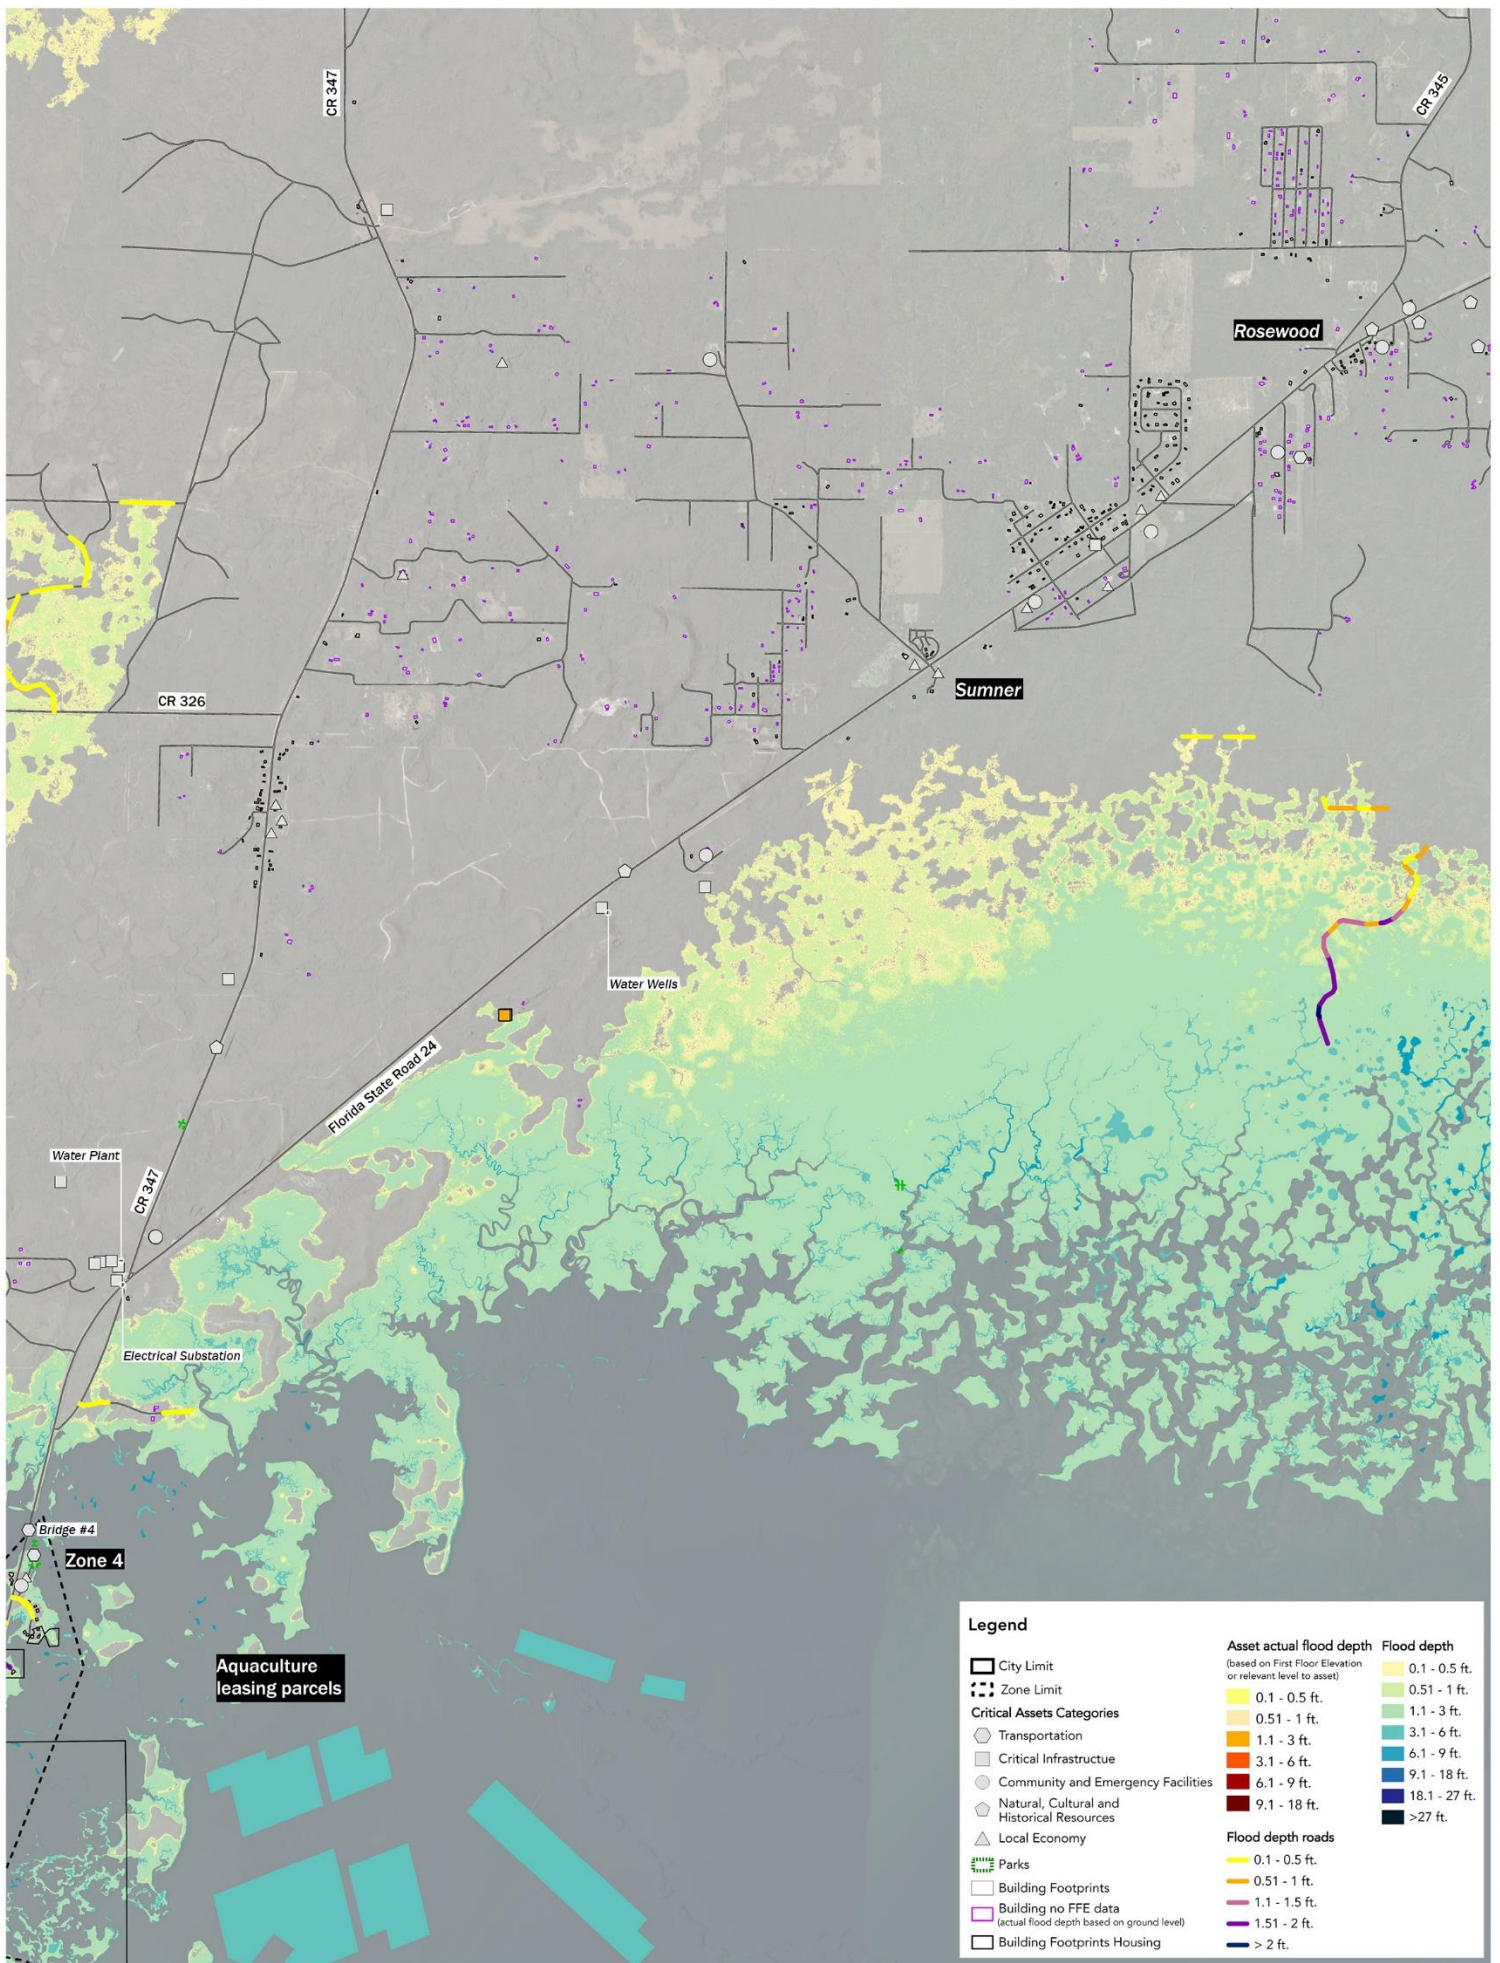 CR 347
CR 345
Rosewood
Sumner
CR 326
Water Wells
Florida State Road 24
Water Plant
CR 347
Electrical Substation
Bridge #4
Zone 4
Aquaculture
leasing parcels
Legend
City Limit
Zone Limit
Critical Assets Categories
Transportation
Critical Infrastructue
Community and Emergency Facilities
Natural, Cultural and
Historical Resources
Local Economy
Parks
Building Footprints
Building no FFE data
(actual flood depth based on ground level)
Building Footprints Housing
Asset actual flood depth
(based on First Floor Elevation
or relevant level to asset)
0.1 - 0.5 ft.
0.51 - 1 ft.
1.1 - 3 ft.
3.1 - 6 ft.
6.1 - 9 ft.
9.1 - 18 ft.
Flood depth roads
0.1 - 0.5 ft.
0.51 - 1 ft.
1.1 - 1.5 ft.
1.51 - 2 ft.
> 2 ft.
Flood depth
0.1 - 0.5 ft.
0.51 - 1 ft.
1.1 - 3 ft.
3.1 - 6 ft.
6.1 - 9 ft.
9.1 - 18 ft.
18.1 - 27 ft.
>27 ft.